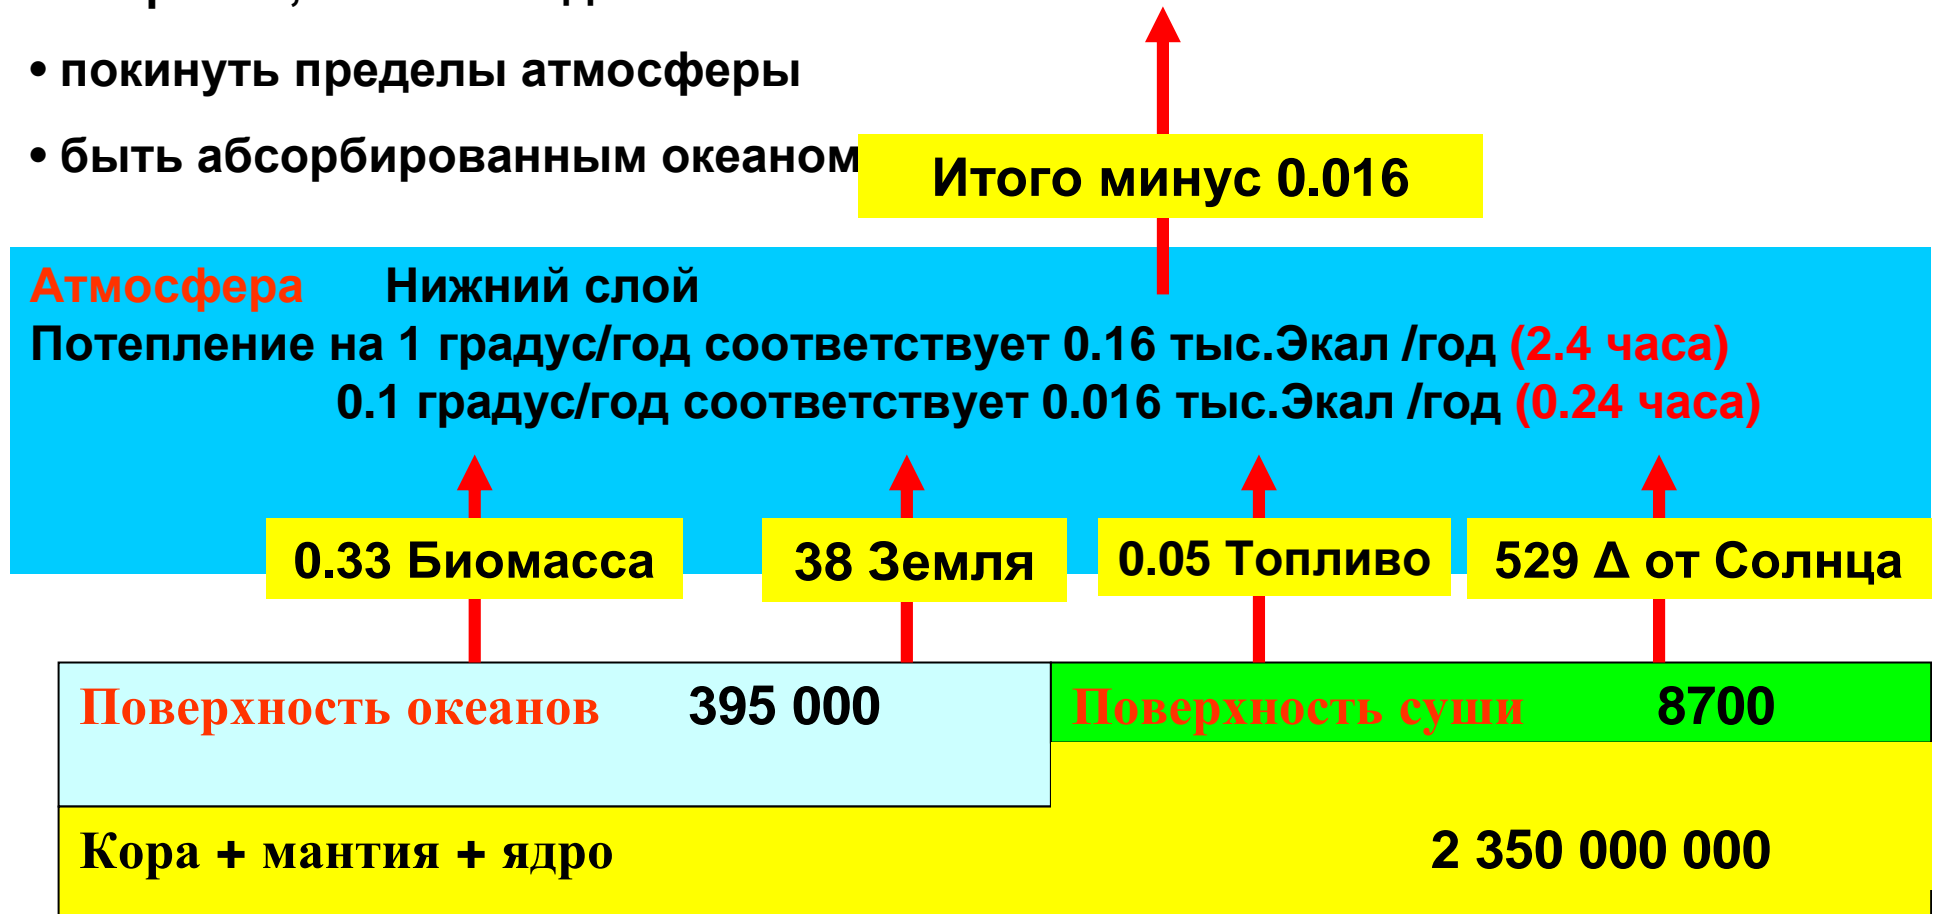 • покинуть пределы атмосферы
• быть абсорбированным океаном
Итого минус 0.016
Атмосфера Нижний слой
Потепление на 1 градус/год соответствует 0.16 тыс.Экал /год (2.4 часа)
0.1 градус/год соответствует 0.016 тыс.Экал /год (0.24 часа)
0.33 Биомасса
38 Земля
0.05 Топливо
529 Δ от Солнца
Поверхность океанов 395 000
Поверхность суши 8700
Кора + мантия + ядро 2 350 000 000